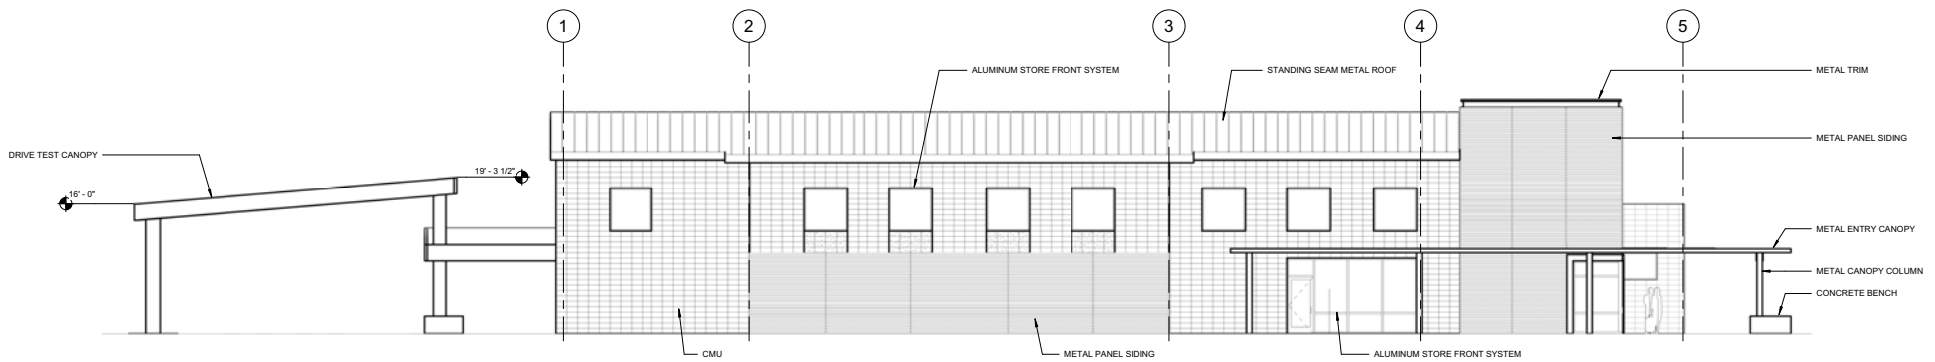 1
2
3
4
5
ALUMINUM STORE FRONT SYSTEM
STANDING SEAM METAL ROOF
METAL TRIM
METAL PANEL SIDING
DRIVE TEST CANOPY
19' - 3 1/2"
16' - 0"
METAL ENTRY CANOPY
METAL CANOPY COLUMN
CONCRETE BENCH
CMU
METAL PANEL SIDING
ALUMINUM STORE FRONT SYSTEM